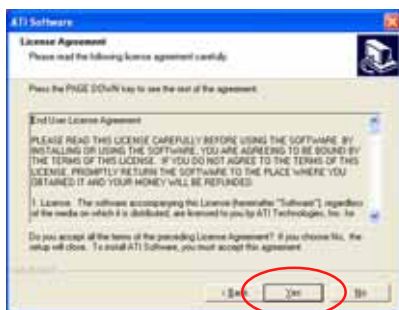 ATI Software
License Agreement
Please read the following license agreement carefully.
Press the PAGE DOWN key to see the rest of the agreement.
End User License Agreement
PLEASE READ THIS LICENSE CAREFULLY BEFORE USING THE SOFTWARE. BY
INSTALLING OR USING THE SOFTWARE, YOU ARE AGREEING TO BE BOUND BY
THE TERMS OF THIS LICENSE. IF YOU DO NOT AGREE TO THE TERMS OF THIS
LICENSE, PROMPTLY RETURN THE SOFTWARE TO THE PLACE WHERE YOU
OBTAINED IT AND YOUR MONEY WILL BE REFUNDED.
1. License. The software accompanying this License (hereinafter "Software"), regardless
of the media on which it is distributed, are licensed to you by ATI Technologies, Inc. for
Do you accept all the terms of the preceding License Agreement? If you choose No, the
setup will close. To install ATI Software, you must accept this agreement.
< Back Yes No